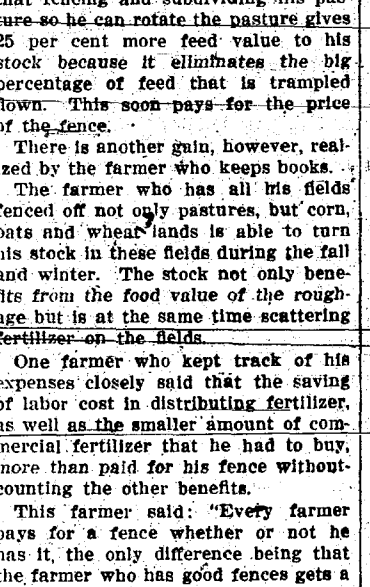 that fencing and subdividing his pas-
ture so he can rotate the pasture gives
25 per cent more feed value to his
stock because it eliminates the big
percentage of feed that is trampled
down. This soon pays for the price
of the fence.
There is another gain, however, real-
ized by the farmer who keeps books.
The farmer who has all his fields
fenced off not only pastures, but corn,
oats and wheat lands is able to turn
his stock in these fields during the fall
and winter. The stock not only bene-
fits from the food value of the rough-
age but is at the same time scattering
fertilizer on the fields.
One farmer who kept track of his
expenses closely said that the saving
of labor cost in distributing fertilizer,
as well as the smaller amount of com-
mercial fertilizer that he had to buy,
more than paid for his fence without
counting the other benefits.
This farmer said: "Every farmer
pays for a fence whether or not he
has it, the only difference being that
the farmer who has good fences gets a